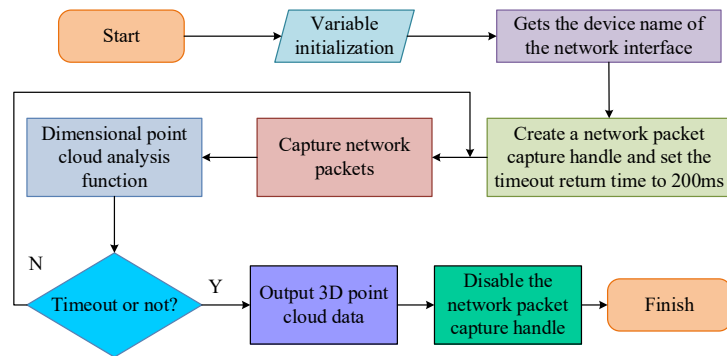 Start
Variable
initialization
Gets the device name of
the network interface
Dimensional point
cloud analysis
function
Capture network
packets
Create a network packet
capture handle and set the
timeout return time to 200ms
N
Timeout or not?
Y
Output 3D point
cloud data
Disable the
network packet
capture handle
Finish